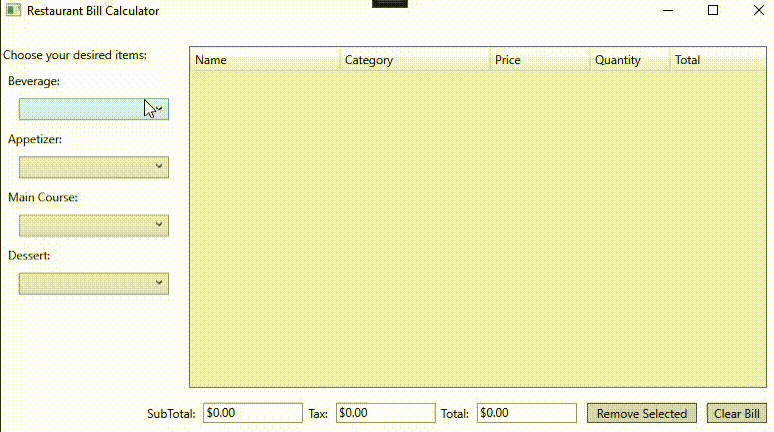 Restaurant Bill Calculator
Choose your desired items:
Beverage:
Appetizer:
Main Course:
Dessert:
Name Category Price Quantity Total
SubTotal: $0.00 Tax: $0.00 Total: $0.00 Remove Selected Clear Bill